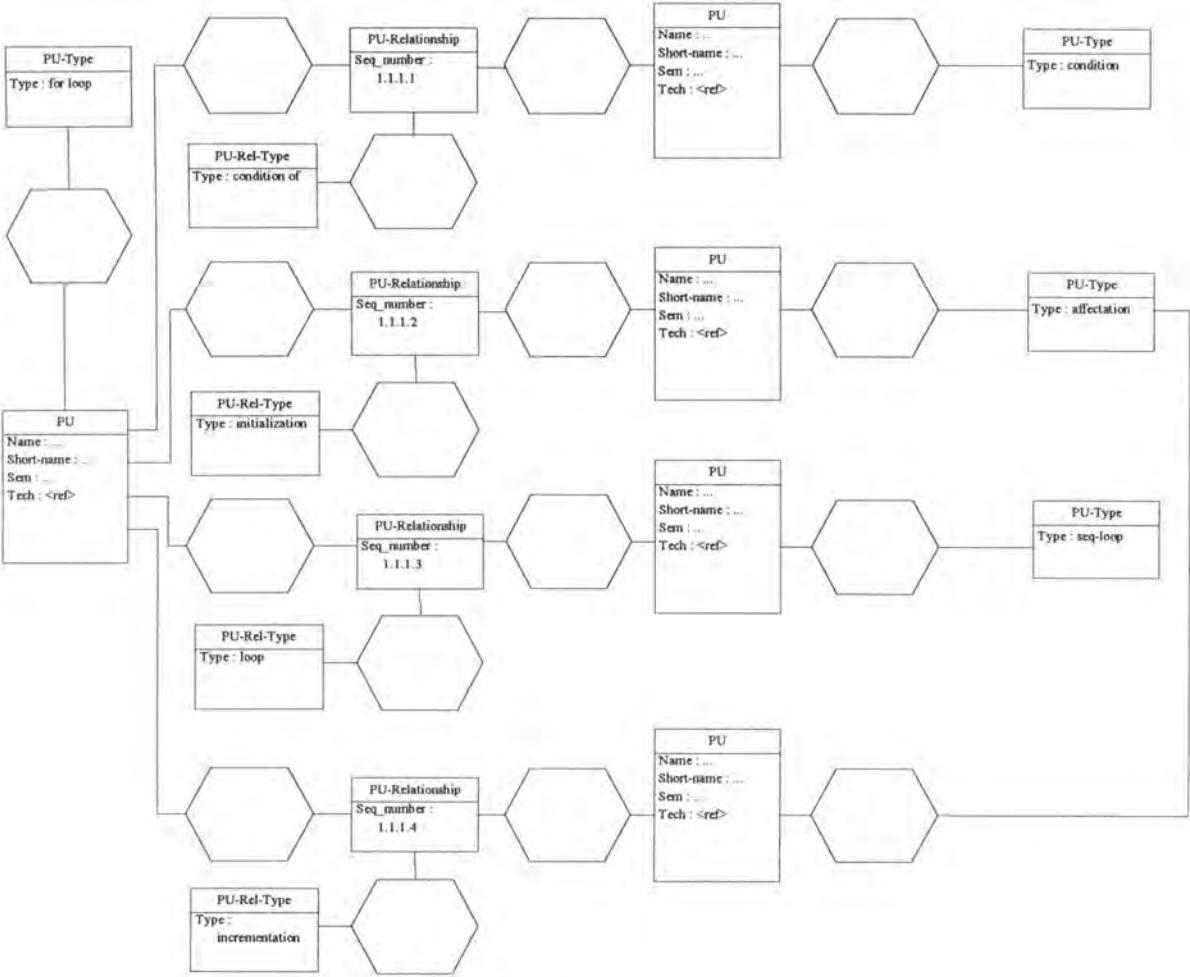 PU-Type
Type : for loop
PU-Relationship
Seq_number :
1.1.1.1
PU
Name : ...
Short-name : ...
Sem : ...
Tech : <ref>
PU-Type
Type : condition
PU-Rel-Type
Type : condition of
PU-Relationship
Seq_number :
1.1.1.2
PU
Name : ...
Short-name : ...
Sem : ...
Tech : <ref>
PU-Type
Type : affectation
PU-Rel-Type
Type : initialization
PU
Name : ...
Short-name : ...
Sem : ...
Tech : <ref>
PU-Relationship
Seq_number :
1.1.1.3
PU
Name : ...
Short-name : ...
Sem : ...
Tech : <ref>
PU-Type
Type : seq-loop
PU-Rel-Type
Type : loop
PU-Relationship
Seq_number :
1.1.1.4
PU
Name : ...
Short-name : ...
Sem : ...
Tech : <ref>
PU-Rel-Type
Type :
incrementation